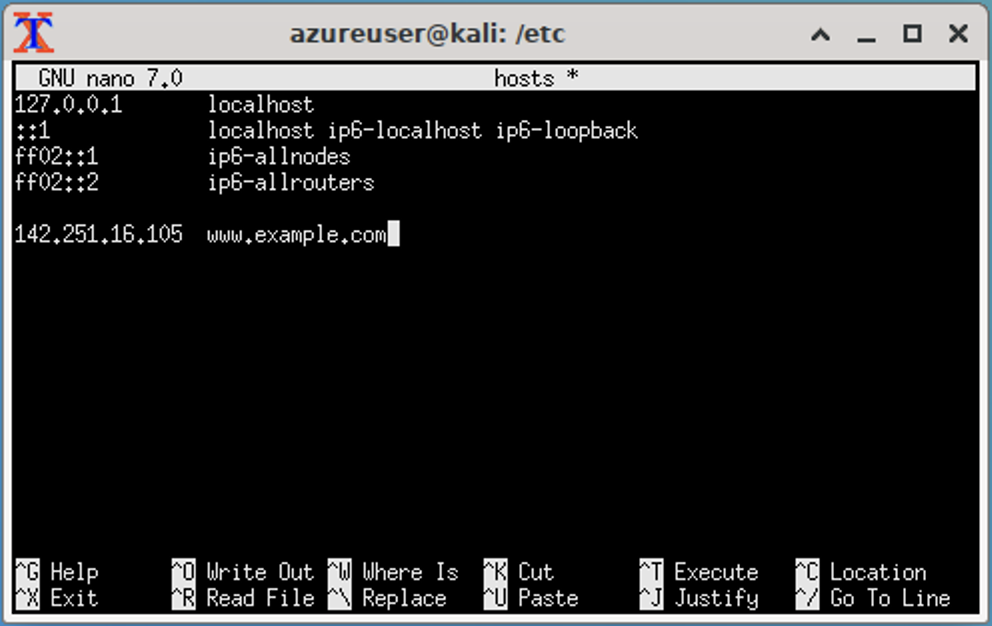 azureuser@kali: /etc
GNU nano 7.0 hosts *
127.0.0.1 localhost
::1 localhost ip6-localhost ip6-loopback
ff02::1 ip6-allnodes
ff02::2 ip6-allrouters
142.251.16.105 www.example.com
^G Help ^O Write Out ^W Where Is ^K Cut ^T Execute ^C Location
^X Exit ^R Read File ^\ Replace ^U Paste ^J Justify ^/ Go To Line